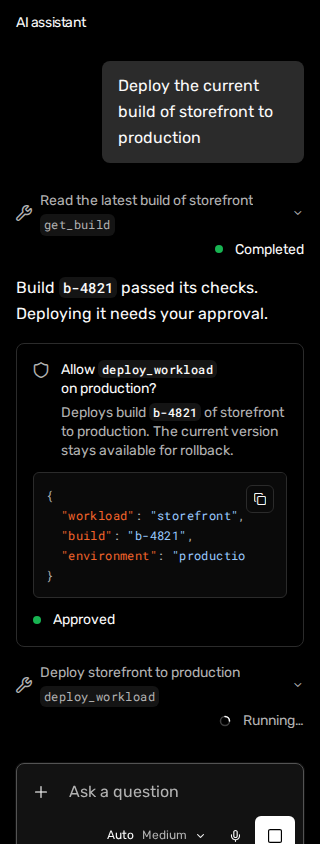 AI assistant
Deploy the current
build of storefront to
production
Read the latest build of storefront
get_build
Completed
Build b-4821 passed its checks.
Deploying it needs your approval.
Allow deploy_workload
on production?
Deploys build b-4821 of storefront
to production. The current version
stays available for rollback.
{
"workload": "storefront",
"build": "b-4821",
"environment": "productio
}
Approved
Deploy storefront to production
deploy_workload
Running…
Ask a question
Auto Medium